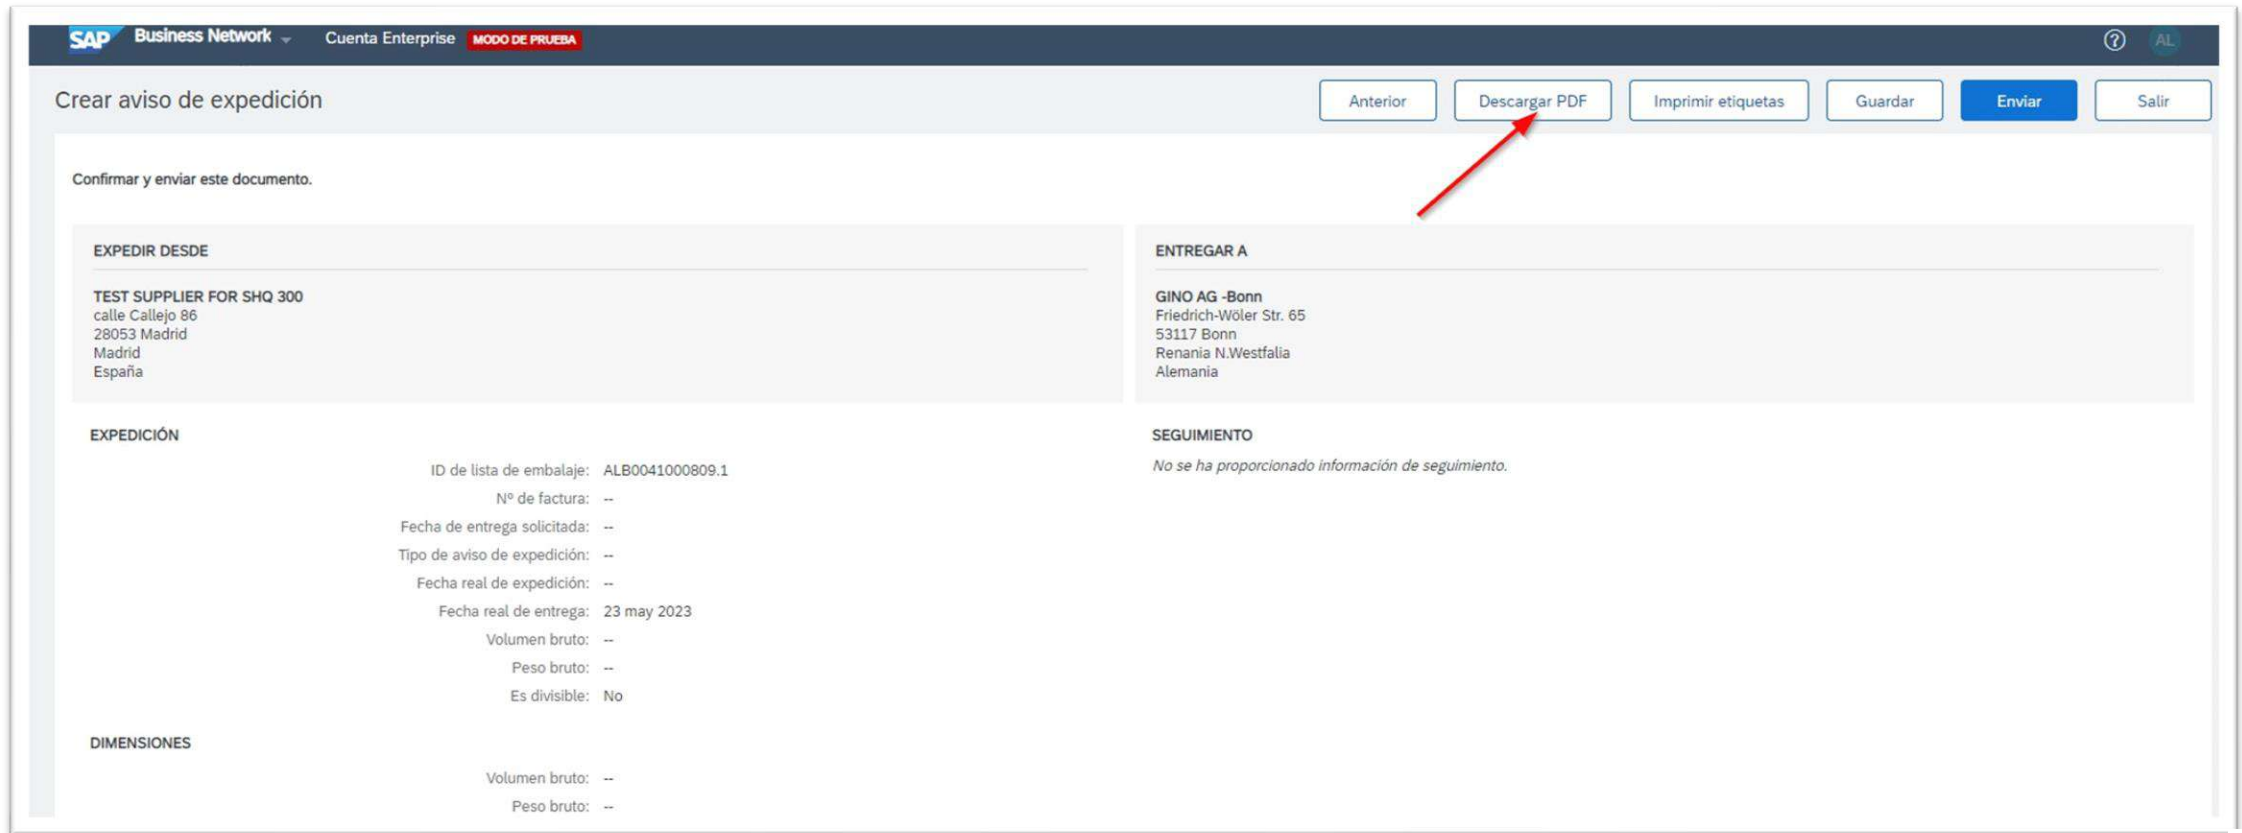 SAP Business Network Cuenta Enterprise MODO DE PRUEBA AL
Crear aviso de expedición
Anterior Descargar PDF Imprimir etiquetas Guardar Enviar Salir
Confirmar y enviar este documento.
EXPEDIR DESDE
TEST SUPPLIER FOR SHQ 300
calle Callejo 86
28053 Madrid
Madrid
España
ENTREGAR A
GINO AG -Bonn
Friedrich-Wöler Str. 65
53117 Bonn
Renania N.Westfalia
Alemania
EXPEDICIÓN
ID de lista de embalaje: ALB0041000809.1
Nº de factura: --
Fecha de entrega solicitada: --
Tipo de aviso de expedición: --
Fecha real de expedición: --
Fecha real de entrega: 23 may 2023
Volumen bruto: --
Peso bruto: --
Es divisible: No
SEGUIMIENTO
No se ha proporcionado información de seguimiento.
DIMENSIONES
Volumen bruto: --
Peso bruto: --